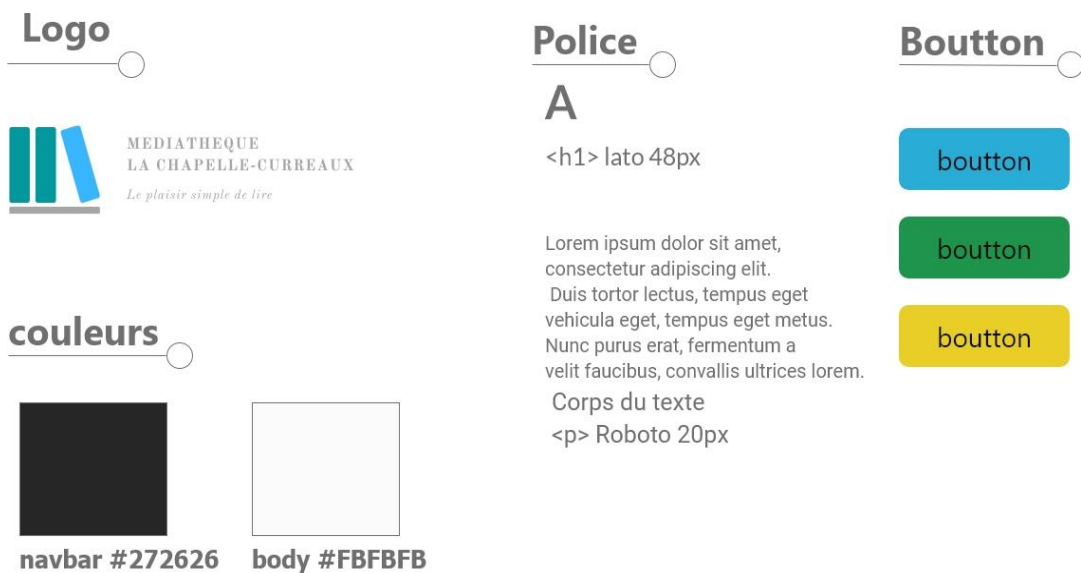 Logo
MEDIATHEQUE
LA CHAPELLE-CURREAUX
Le plaisir simple de lire
couleurs
navbar #272626
body #FBFBFB
Police
A
<h1> lato 48px
Lorem ipsum dolor sit amet,
consectetur adipiscing elit.
Duis tortor lectus, tempus eget
vehicula eget, tempus eget metus.
Nunc purus erat, fermentum a
velit faucibus, convallis ultrices lorem.
Corps du texte
<p> Roboto 20px
Boutton
boutton
boutton
boutton